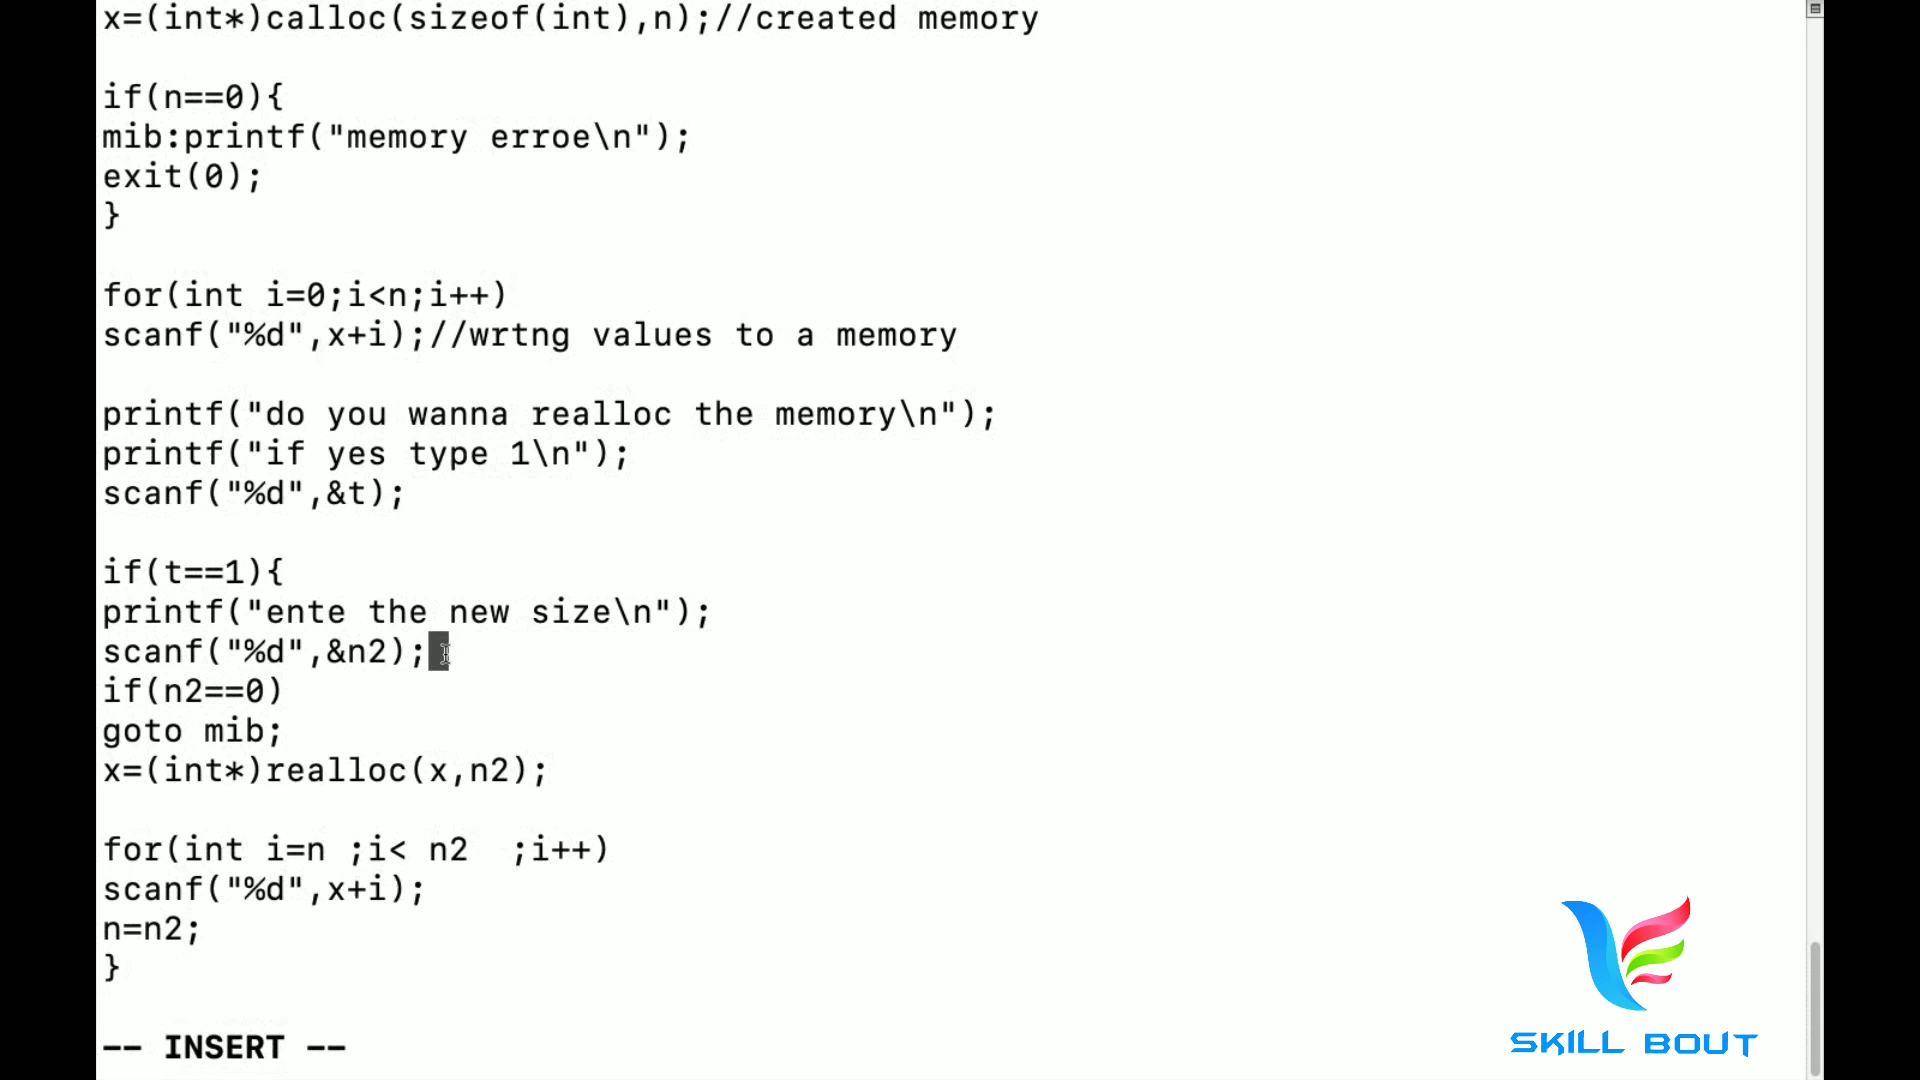 x=(int*)calloc(sizeof(int),n);//created memory
if(n==0){
mib:printf("memory erroe\n");
exit(0);
}
for(int i=0;i<n;i++)
scanf("%d",x+i);//wrtng values to a memory
printf("do you wanna realloc the memory\n");
printf("if yes type 1\n");
scanf("%d",&t);
if(t==1){
printf("ente the new size\n");
scanf("%d",&n2);
if(n2==0)
goto mib;
x=(int*)realloc(x,n2);
for(int i=n ;i< n2  ;i++)
scanf("%d",x+i);
n=n2;
}
-- INSERT --
SKILL BOUT